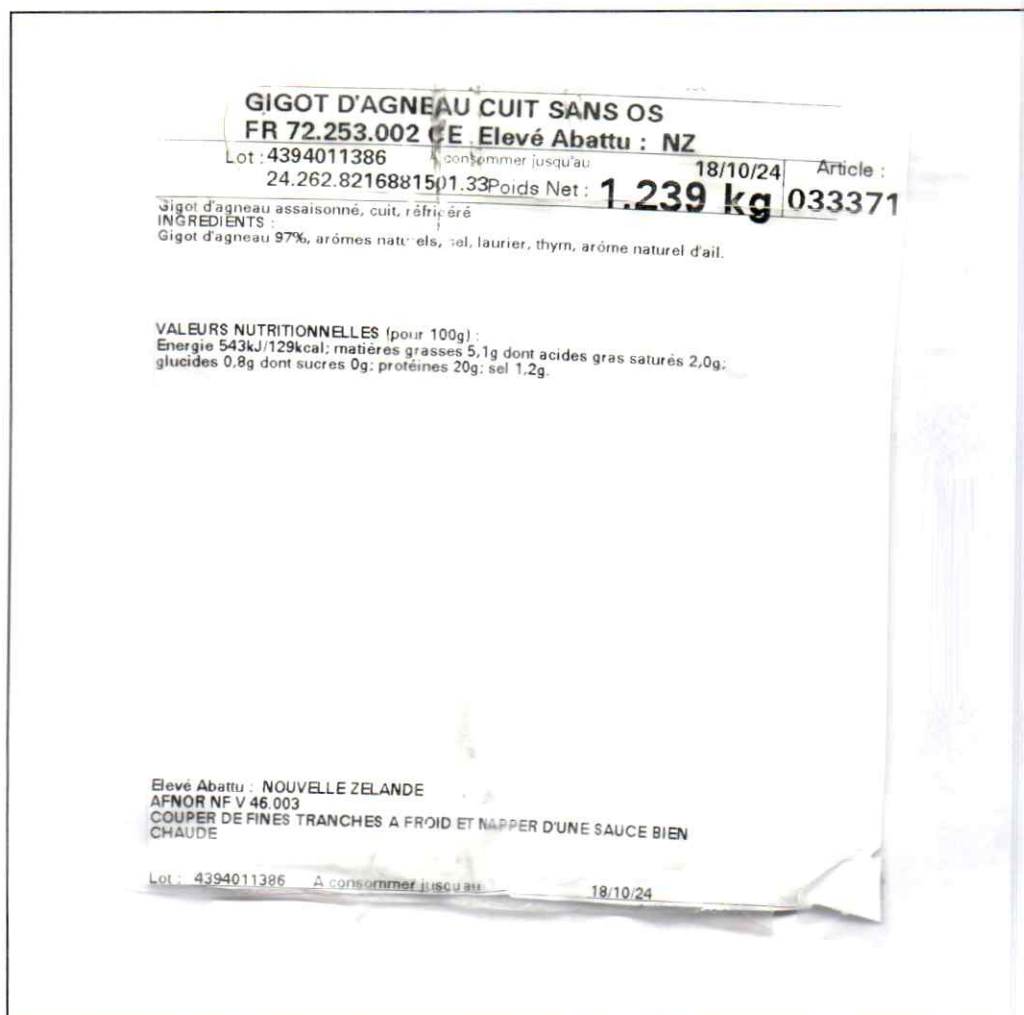 GIGOT D'AGNEAU CUIT SANS OS
FR 72.253.002 CE Elevé Abattu : NZ
Lot : 4394011386 A consommer jusqu'au 18/10/24 Article :
24.262.8216881501.33 Poids Net : 1.239 kg 033371
Gigot d'agneau assaisonné, cuit, réfrigéré
INGREDIENTS :
Gigot d'agneau 97%, arômes naturels, sel, laurier, thym, arôme naturel d'ail.
VALEURS NUTRITIONNELLES (pour 100g) :
Energie 543kJ/129kcal; matières grasses 5,1g dont acides gras saturés 2,0g;
glucides 0,8g dont sucres 0g; protéines 20g; sel 1,2g.
Elevé Abattu : NOUVELLE ZELANDE
AFNOR NF V 46.003
COUPER DE FINES TRANCHES A FROID ET NAPPER D'UNE SAUCE BIEN
CHAUDE
Lot : 4394011386 A consommer jusqu'au 18/10/24